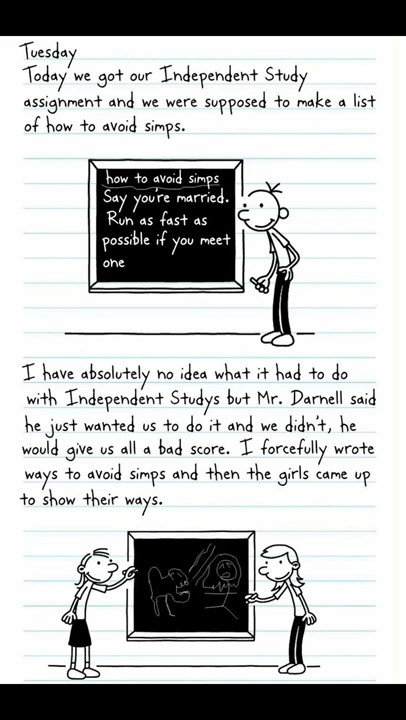 Tuesday
Today we got our Independent Study
assignment and we were supposed to make a list
of how to avoid simps.
how to avoid simps
Say you're married.
Run as fast as
possible if you meet
one
I have absolutely no idea what it had to do
with Independent Studys but Mr. Darnell said
he just wanted us to do it and we didn't, he
would give us all a bad score. I forcefully wrote
ways to avoid simps and then the girls came up
to show their ways.